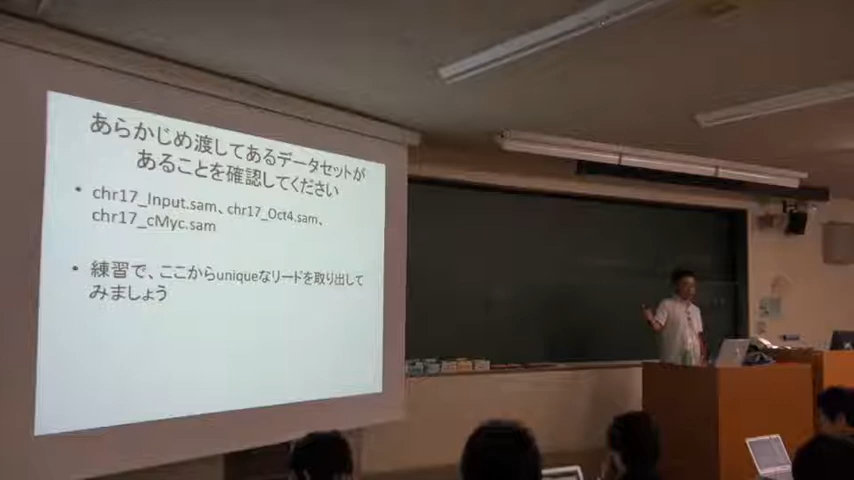 あらかじめ渡してあるデータセットが
あることを確認してください
• chr17_Input.sam、chr17_Oct4.sam、
chr17_cMyc.sam
• 練習で、ここからuniqueなリードを取り出して
みましょう